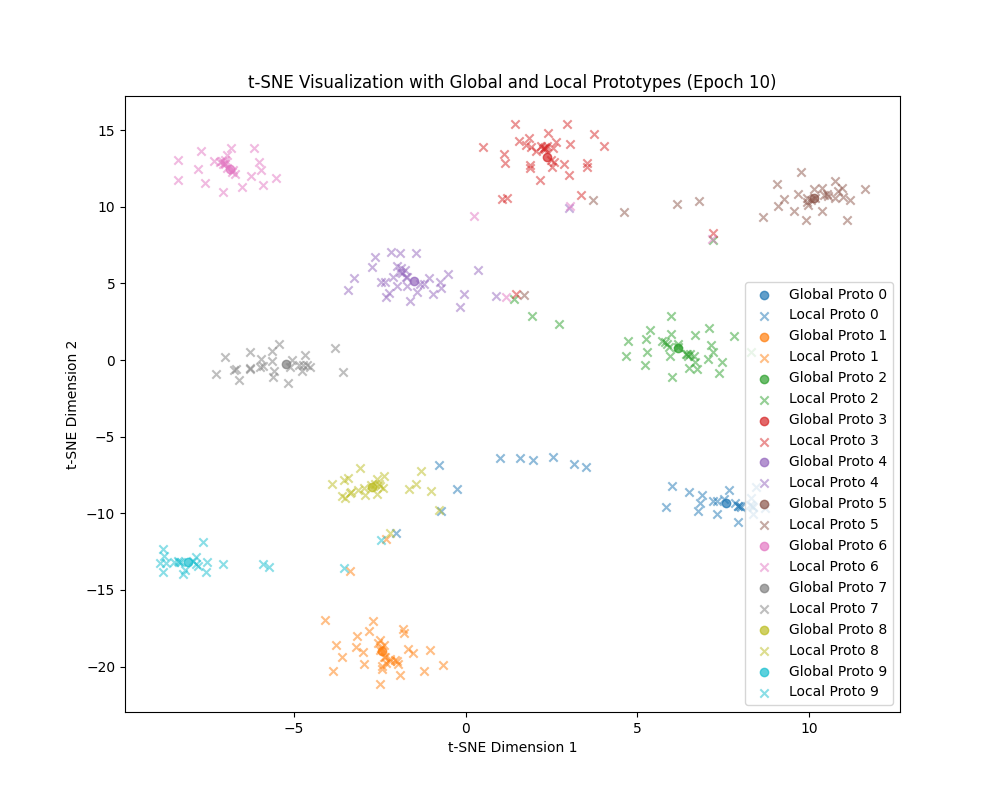 t-SNE Visualization with Global and Local Prototypes (Epoch 10)
t-SNE Dimension 2
15
10
5
0
−5
−10
−15
−20
−5
0
5
10
t-SNE Dimension 1
Global Proto 0
Local Proto 0
Global Proto 1
Local Proto 1
Global Proto 2
Local Proto 2
Global Proto 3
Local Proto 3
Global Proto 4
Local Proto 4
Global Proto 5
Local Proto 5
Global Proto 6
Local Proto 6
Global Proto 7
Local Proto 7
Global Proto 8
Local Proto 8
Global Proto 9
Local Proto 9